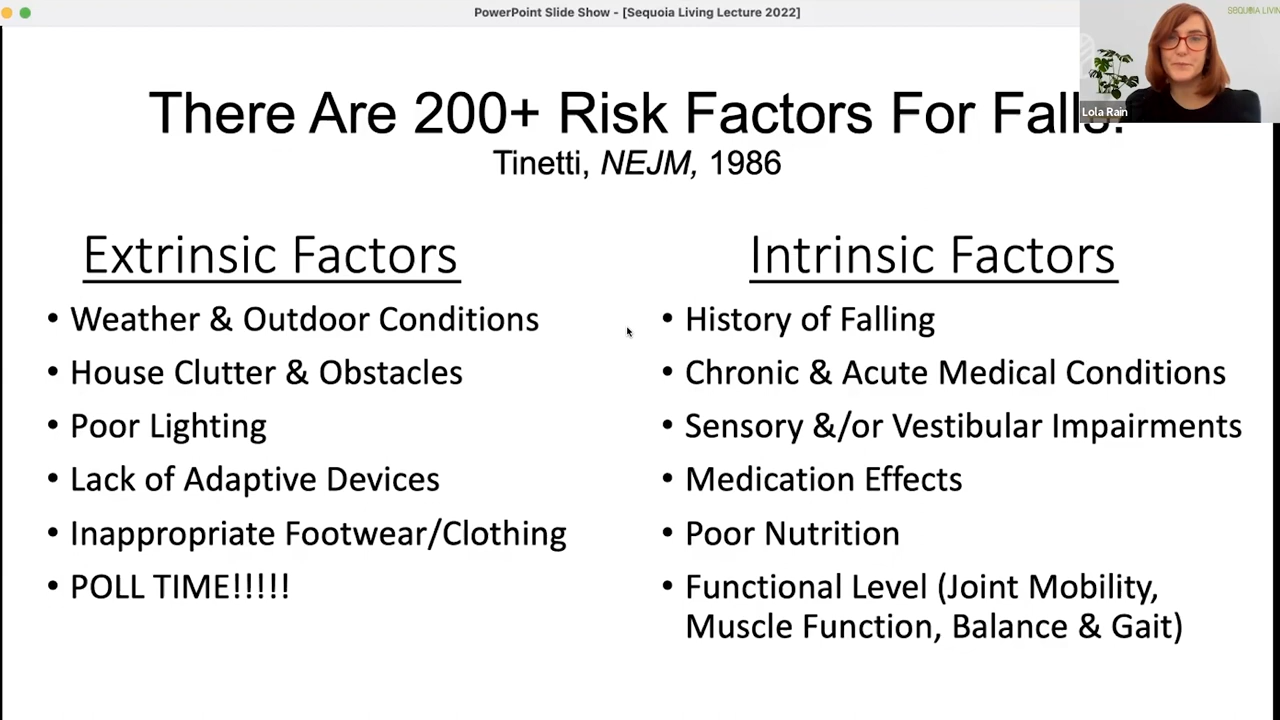 PowerPoint Slide Show - [Sequoia Living Lecture 2022]
Lola Rain
There Are 200+ Risk Factors For Falls!
Tinetti, NEJM, 1986
Extrinsic Factors
• Weather & Outdoor Conditions
• House Clutter & Obstacles
• Poor Lighting
• Lack of Adaptive Devices
• Inappropriate Footwear/Clothing
• POLL TIME!!!!!
Intrinsic Factors
• History of Falling
• Chronic & Acute Medical Conditions
• Sensory &/or Vestibular Impairments
• Medication Effects
• Poor Nutrition
• Functional Level (Joint Mobility,
Muscle Function, Balance & Gait)